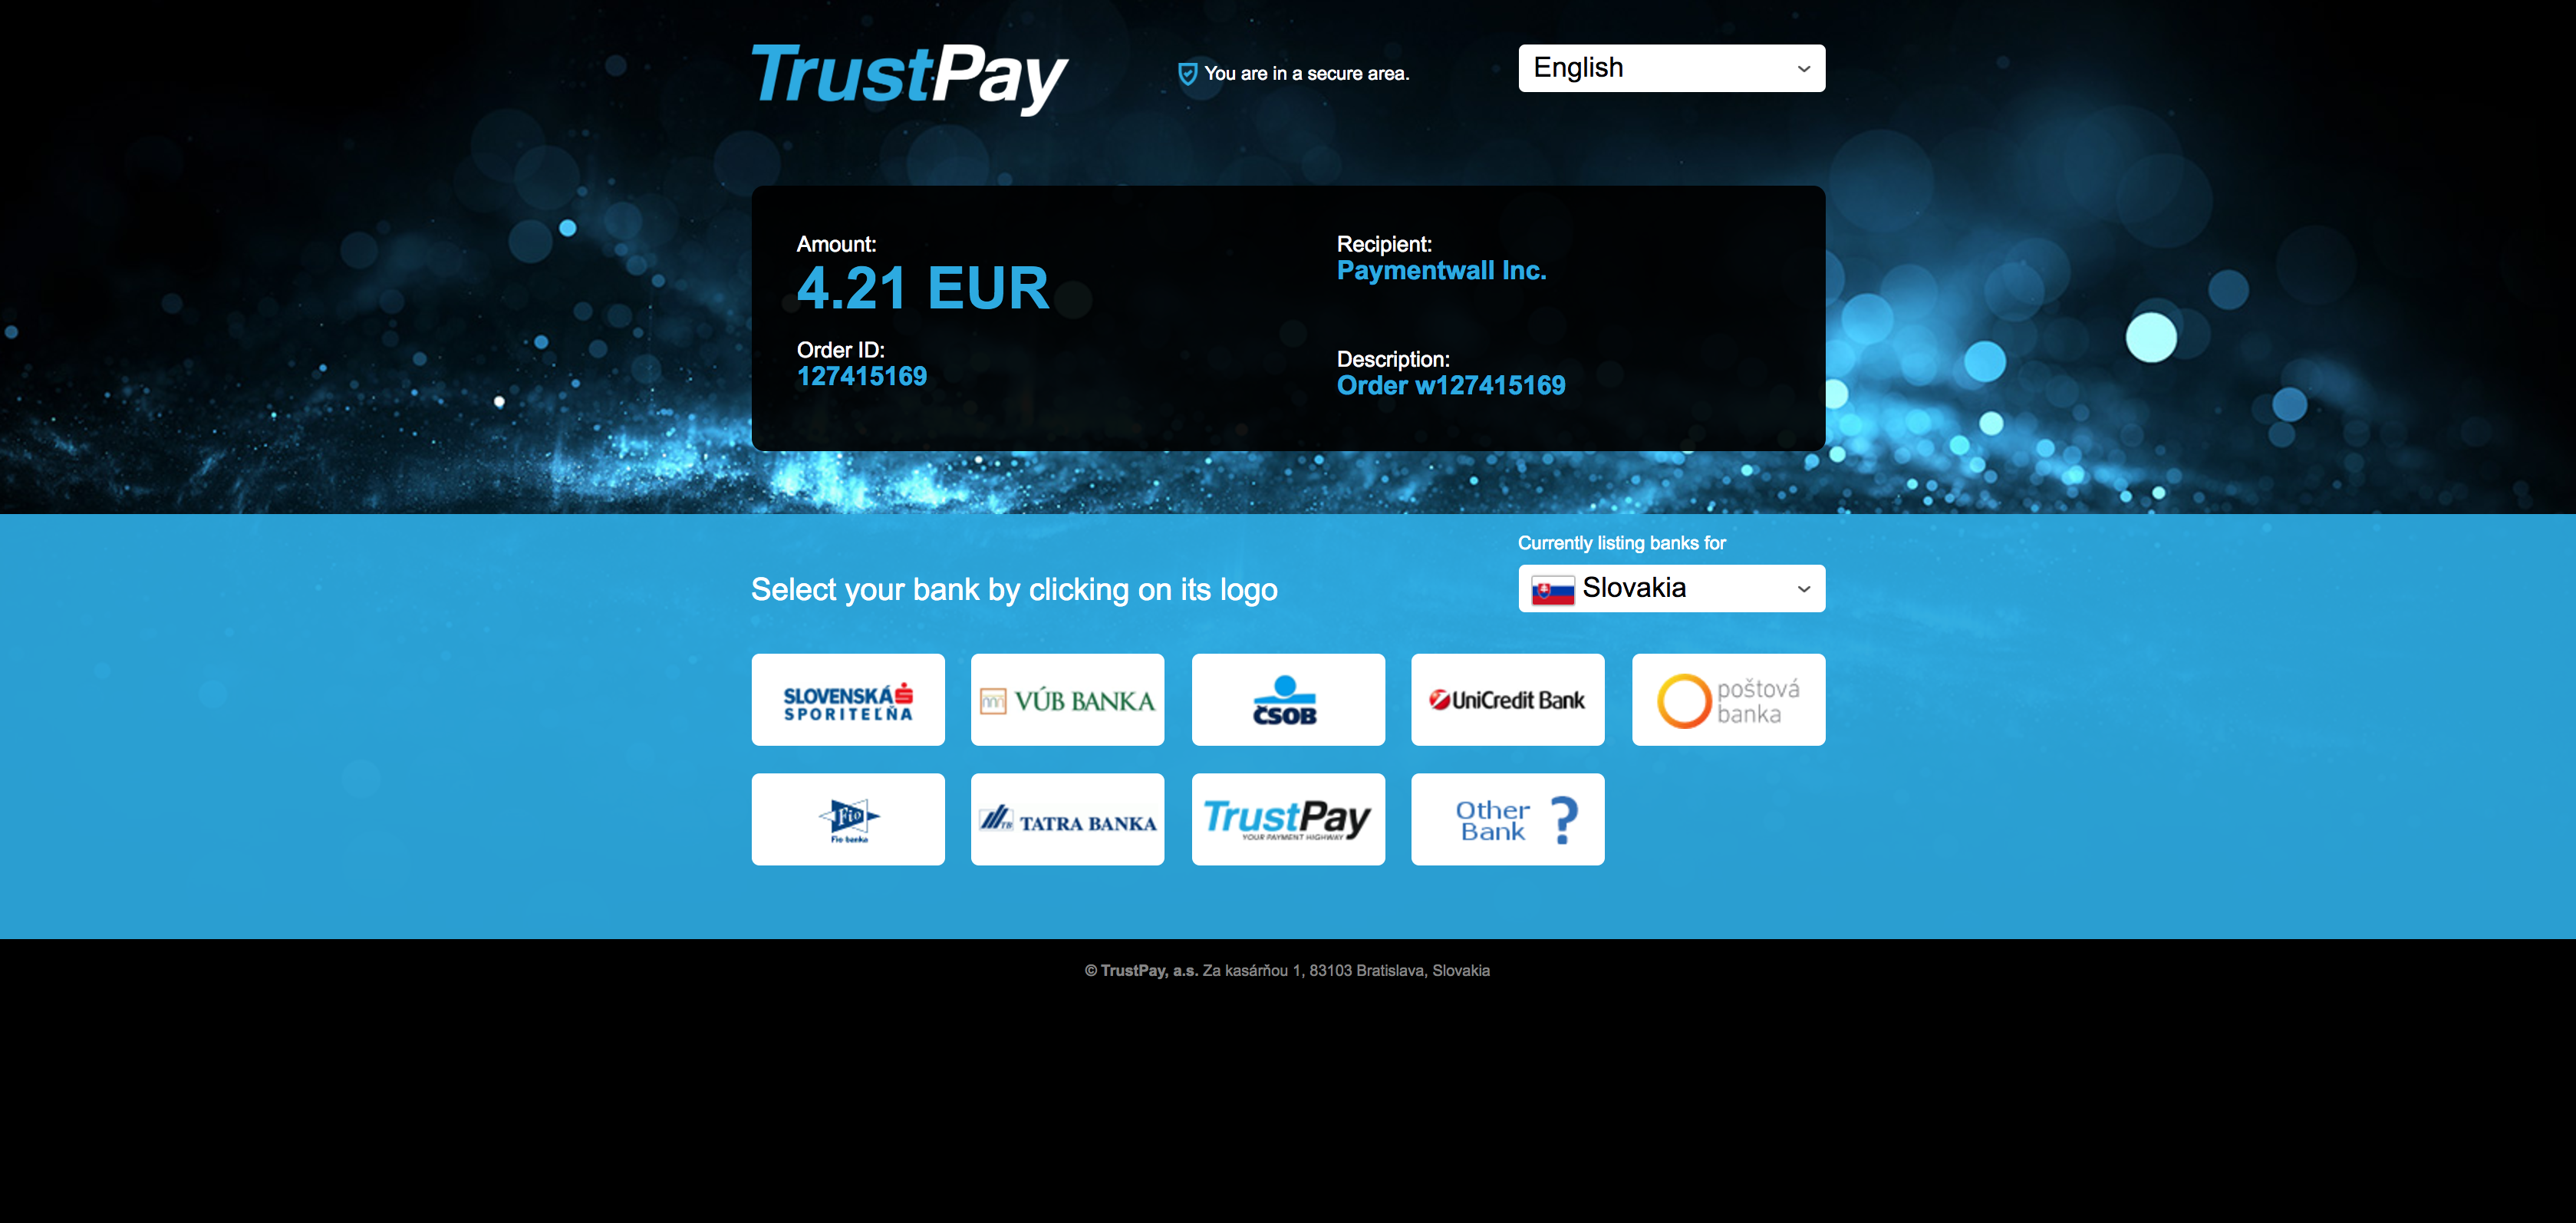 TrustPay
You are in a secure area.
English
Amount:
4.21 EUR
Recipient:
Paymentwall Inc.
Order ID:
127415169
Description:
Order w127415169
Currently listing banks for
Select your bank by clicking on its logo
Slovakia
SLOVENSKÁ
SPORITEĽŇA
VÚB BANKA
ČSOB
UniCredit Bank
poštová
banka
Fio
Fio banka
TB TATRA BANKA
TrustPay
YOUR PAYMENT HIGHWAY
Other
Bank ?
© TrustPay, a.s. Za kasárňou 1, 83103 Bratislava, Slovakia